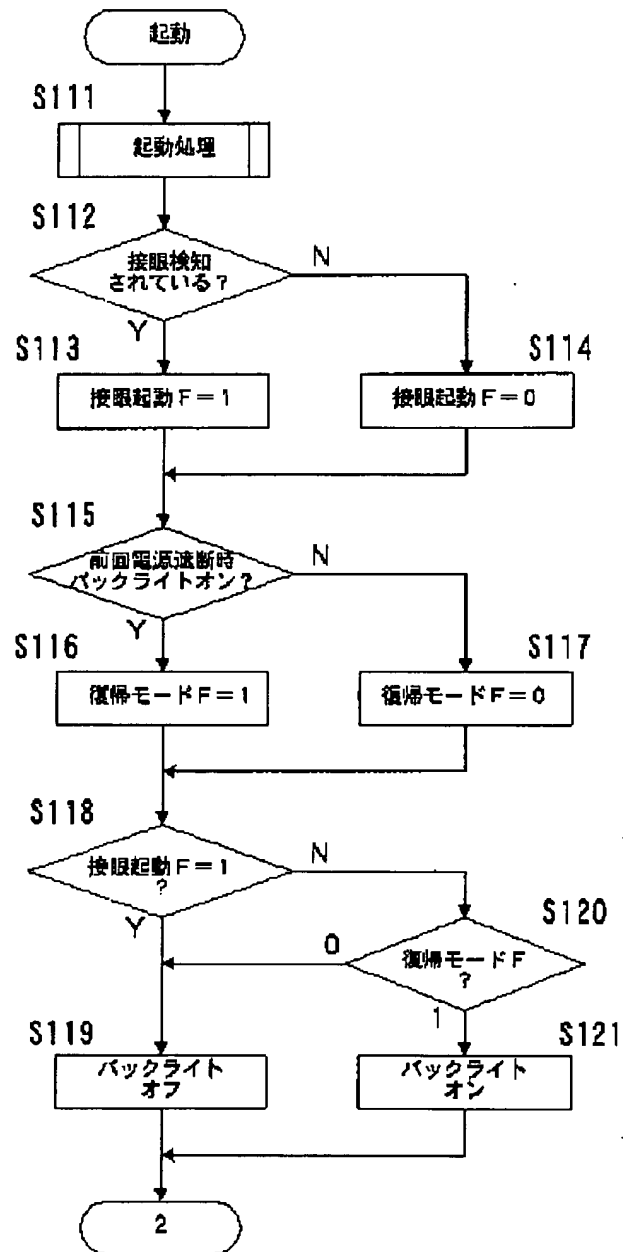 起動
S111
起動処理
S112
接眼検知
されている?
N
Y
S113
接眼起動F=1
S114
接眼起動F=0
S115
前回電源遮断時
バックライトオン?
N
Y
S116
復帰モードF=1
S117
復帰モードF=0
S118
接眼起動F=1
?
N
Y
S120
復帰モードF
?
0
1
S119
バックライト
オフ
S121
バックライト
オン
2